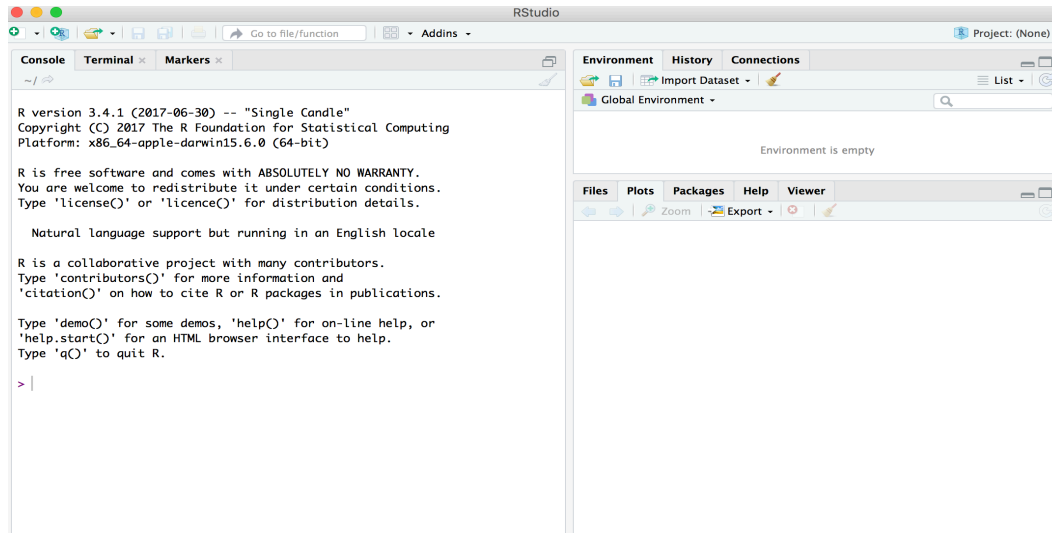 RStudio
Go to file/function Addins Project: (None)
Console Terminal Markers
~/
R version 3.4.1 (2017-06-30) -- "Single Candle"
Copyright (C) 2017 The R Foundation for Statistical Computing
Platform: x86_64-apple-darwin15.6.0 (64-bit)
R is free software and comes with ABSOLUTELY NO WARRANTY.
You are welcome to redistribute it under certain conditions.
Type 'license()' or 'licence()' for distribution details.
Natural language support but running in an English locale
R is a collaborative project with many contributors.
Type 'contributors()' for more information and
'citation()' on how to cite R or R packages in publications.
Type 'demo()' for some demos, 'help()' for on-line help, or
'help.start()' for an HTML browser interface to help.
Type 'q()' to quit R.
>
Environment History Connections
Import Dataset List
Global Environment
Environment is empty
Files Plots Packages Help Viewer
Zoom Export